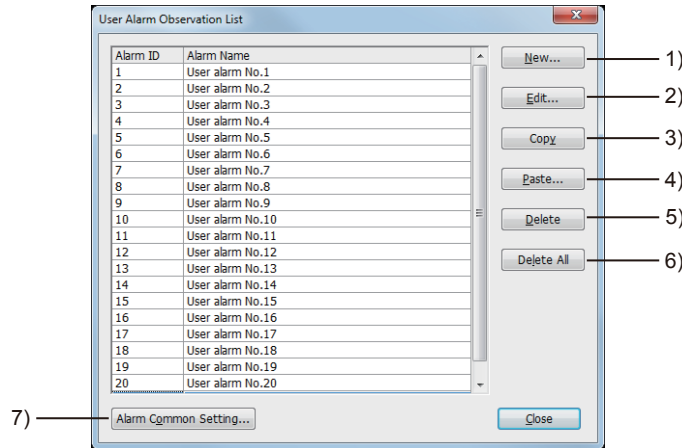 User Alarm Observation List
Alarm ID Alarm Name
1 User alarm No.1
2 User alarm No.2
3 User alarm No.3
4 User alarm No.4
5 User alarm No.5
6 User alarm No.6
7 User alarm No.7
8 User alarm No.8
9 User alarm No.9
10 User alarm No.10
11 User alarm No.11
12 User alarm No.12
13 User alarm No.13
14 User alarm No.14
15 User alarm No.15
16 User alarm No.16
17 User alarm No.17
18 User alarm No.18
19 User alarm No.19
20 User alarm No.20
New... 1)
Edit... 2)
Copy 3)
Paste... 4)
Delete 5)
Delete All 6)
7) Alarm Common Setting...
Close